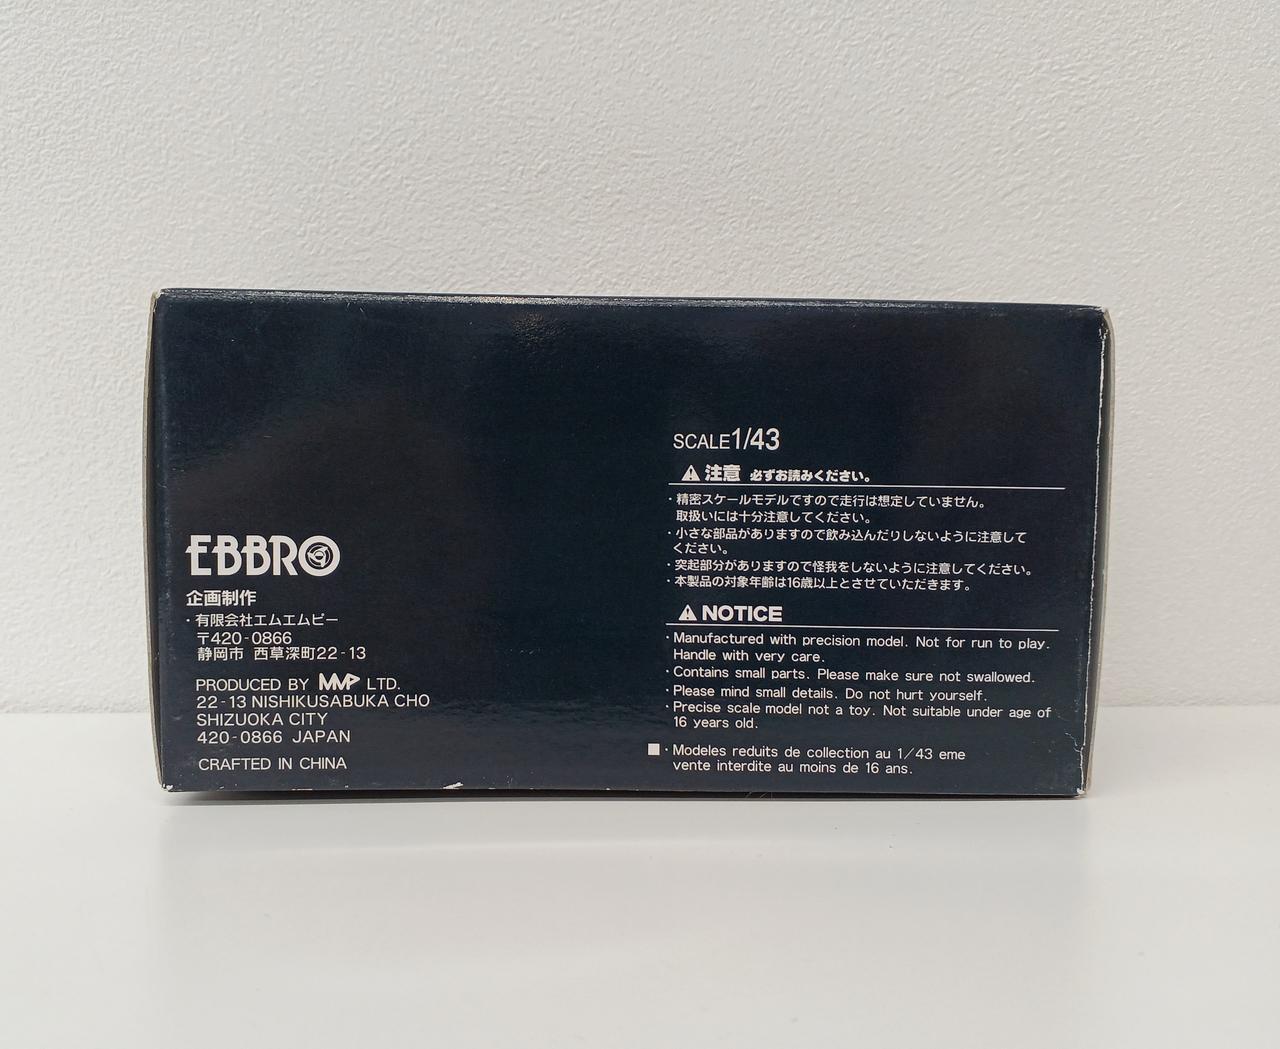 EBBRO
企画制作
・有限会社エムエムピー
〒420-0866
静岡市 西草深町22-13
PRODUCED BY MMP LTD.
22-13 NISHIKUSABUKA CHO
SHIZUOKA CITY
420-0866 JAPAN
CRAFTED IN CHINA
SCALE1/43
注意 必ずお読みください。
・精密スケールモデルですので走行は想定していません。
取扱いには十分注意してください。
・小さな部品がありますので飲み込んだりしないように注意して
ください。
・突起部分がありますので怪我をしないように注意してください。
・本製品の対象年齢は16歳以上とさせていただきます。
NOTICE
・Manufactured with precision model. Not for run to play.
Handle with very care.
・Contains small parts. Please make sure not swallowed.
・Please mind small details. Do not hurt yourself.
・Precise scale model not a toy. Not suitable under age of
16 years old.
■・Modeles reduits de collection au 1/43 eme
vente interdite au moins de 16 ans.